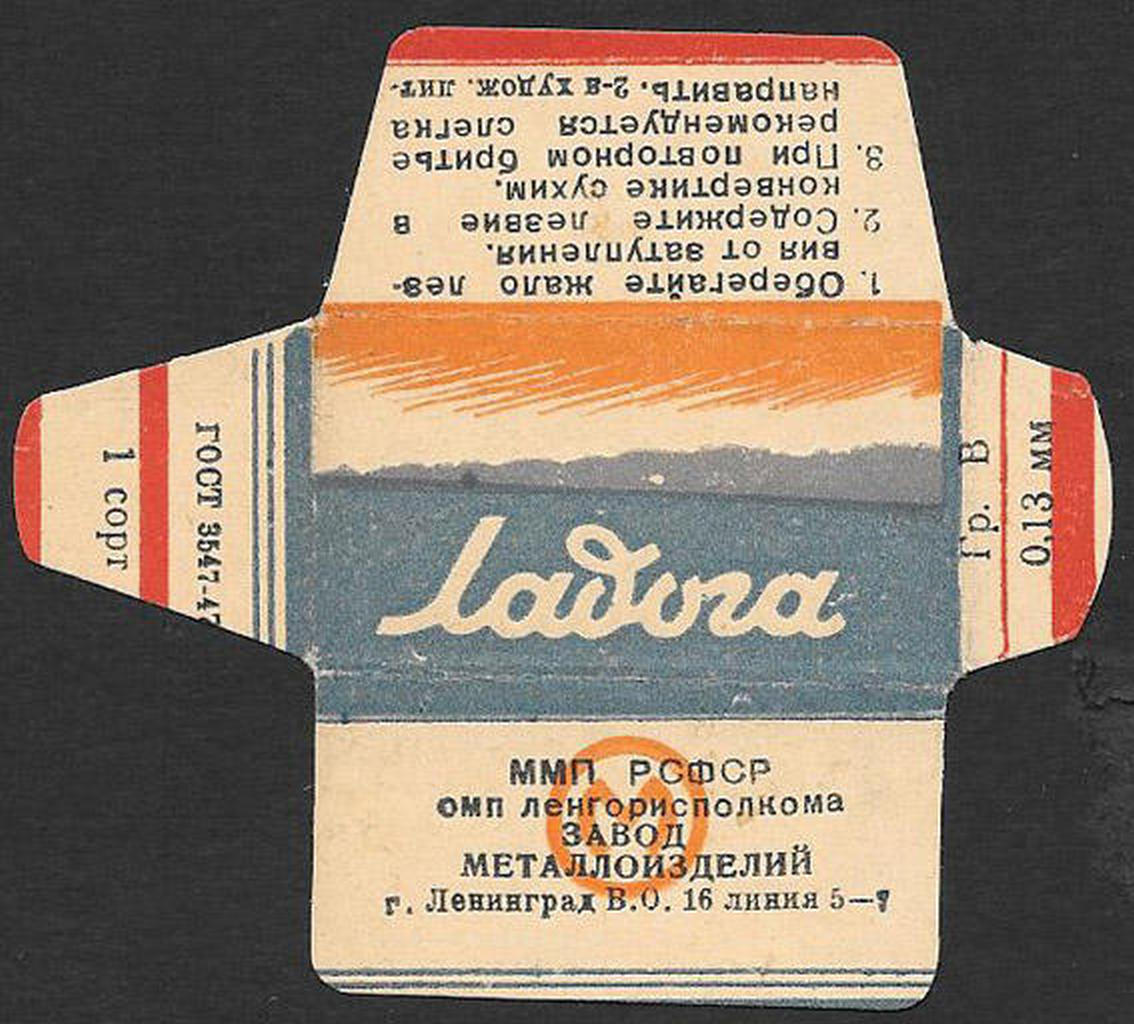 1. Оберегайте жало лез-
вия от затупления.
2. Содержите лезвие в
конвертике сухим.
3. При повторном бритье
рекомендуется слегка
направить. 2-я худож. лит.
1 сорт
ГОСТ 3547-47
Ладога
Гр. В
0,13 мм
М
ММП РСФСР
ОМП ленгорисполкома
ЗАВОД
МЕТАЛЛОИЗДЕЛИЙ
г. Ленинград В.О. 16 линия 5—7